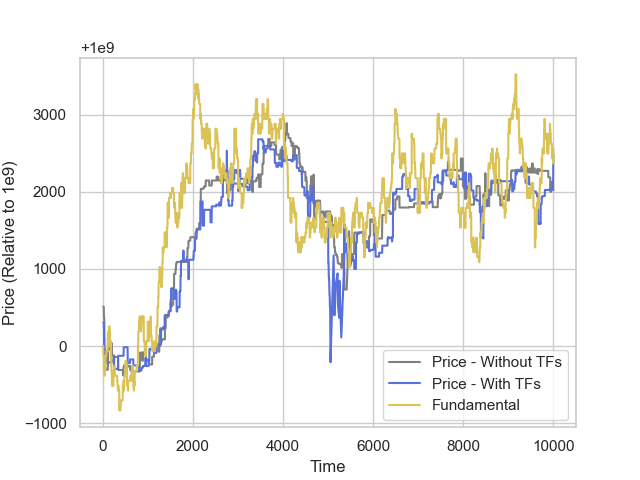 +1e9
3000
2000
1000
0
−1000
Price (Relative to 1e9)
Price - Without TFs
Price - With TFs
Fundamental
0 2000 4000 6000 8000 10000
Time